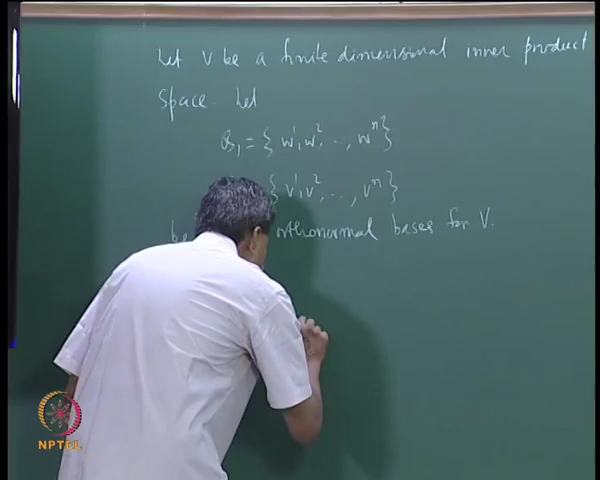 Let V be a finite dimensional inner product
space. Let
B₁ = { w¹, w², ..., wⁿ }
{ v¹, v², ..., vⁿ }
be orthonormal bases for V.
NPTEL